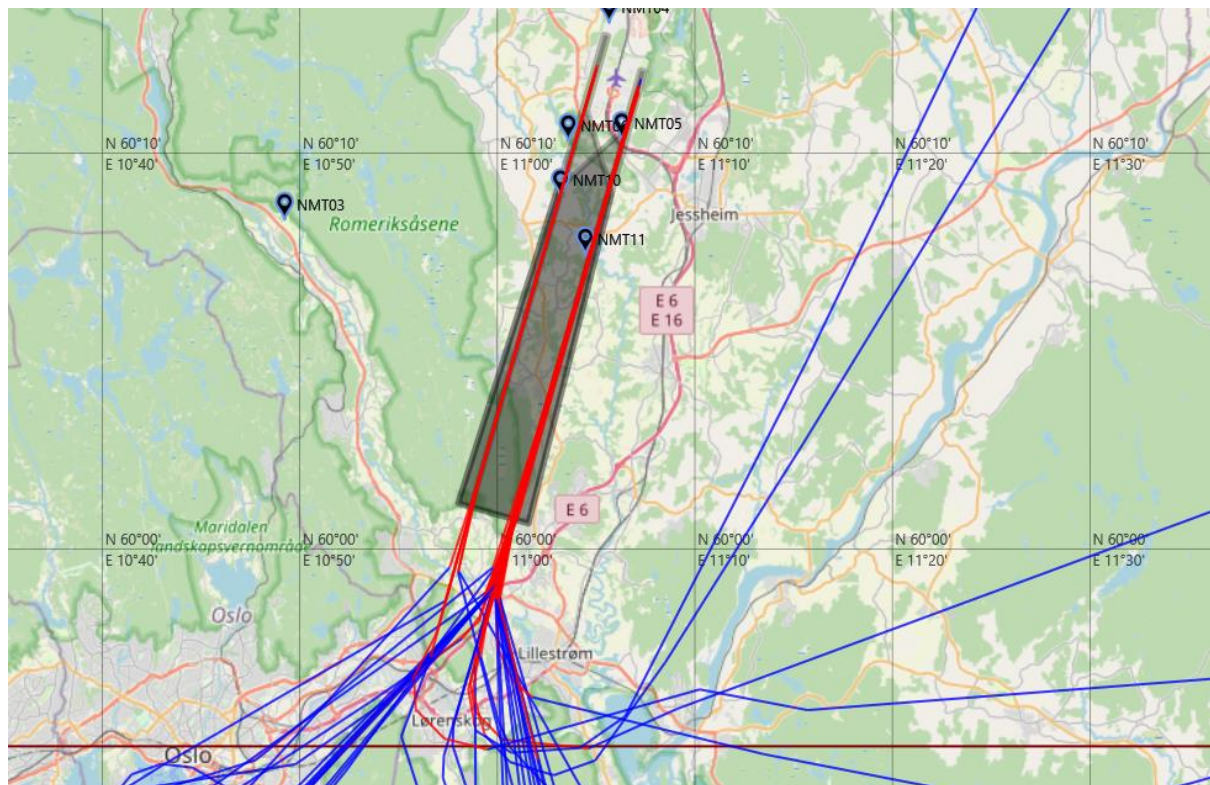 NMT04
NMT05
N 60°10'
E 10°40'
N 60°10'
E 10°50'
N 60°10'
E 11°00'
N 60°10'
E 11°10'
N 60°10'
E 11°20'
N 60°10'
E 11°30'
NMT10
NMT03
Jessheim
Romeriksåsene
NMT11
E 6
E 16
E 6
Maridalen
landskapsvernområde
N 60°00'
E 10°40'
N 60°00'
E 10°50'
60°00'
11°00'
N 60°00'
E 11°10'
N 60°00'
E 11°20'
N 60°00'
E 11°30'
Oslo
Lillestrøm
Lørenskog
Oslo